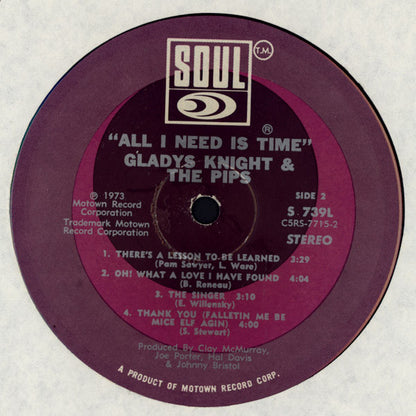 SOUL
T.M.
®
"ALL I NEED IS TIME"
GLADYS KNIGHT &
THE PIPS
℗ 1973
Motown Record
Corporation
Trademark Motown
Record Corporation
SIDE 2
S 739L
C5RS-7715-2
STEREO
1. THERE'S A LESSON TO BE LEARNED 3:29
(Pam Sawyer, L. Ware)
2. OH! WHAT A LOVE I HAVE FOUND 4:04
(B. Reneau)
3. THE SINGER 3:10
(E. Willensky)
4. THANK YOU (FALLETIN ME BE
MICE ELF AGIN) 4:00
(S. Stewart)
Produced By Clay McMurray,
Joe Porter, Hal Davis
& Johnny Bristol
A PRODUCT OF MOTOWN RECORD CORP.